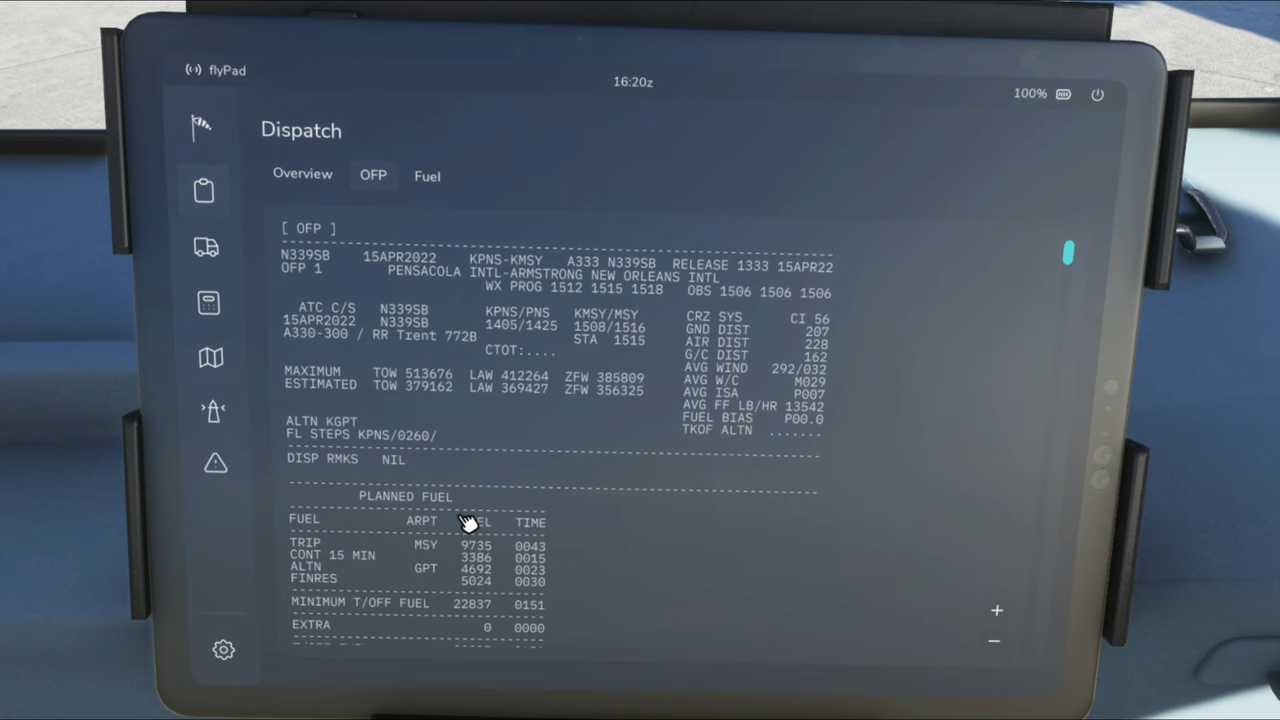 flyPad
16:20z
100%
Dispatch
Overview OFP Fuel
[ OFP ]
N339SB 15APR2022 KPNS-KMSY A333 N339SB RELEASE 1333 15APR22
OFP 1 PENSACOLA INTL-ARMSTRONG NEW ORLEANS INTL
WX PROG 1512 1515 1518 OBS 1506 1506 1506
ATC C/S N339SB KPNS/PNS KMSY/MSY CRZ SYS CI 56
15APR2022 N339SB 1405/1425 1508/1516 GND DIST 207
A330-300 / RR Trent 772B STA 1515 AIR DIST 228
CTOT:.... G/C DIST 162
AVG WIND 292/032
MAXIMUM TOW 513676 LAW 412264 ZFW 385809 AVG W/C M029
ESTIMATED TOW 379162 LAW 369427 ZFW 356325 AVG ISA P007
AVG FF LB/HR 13542
FUEL BIAS P00.0
ALTN KGPT TKOF ALTN .......
FL STEPS KPNS/0260/
DISP RMKS NIL
PLANNED FUEL
FUEL ARPT EL TIME
TRIP MSY 9735 0043
CONT 15 MIN 3386 0015
ALTN GPT 4692 0023
FINRES 5024 0030
MINIMUM T/OFF FUEL 22837 0151
EXTRA 0 0000